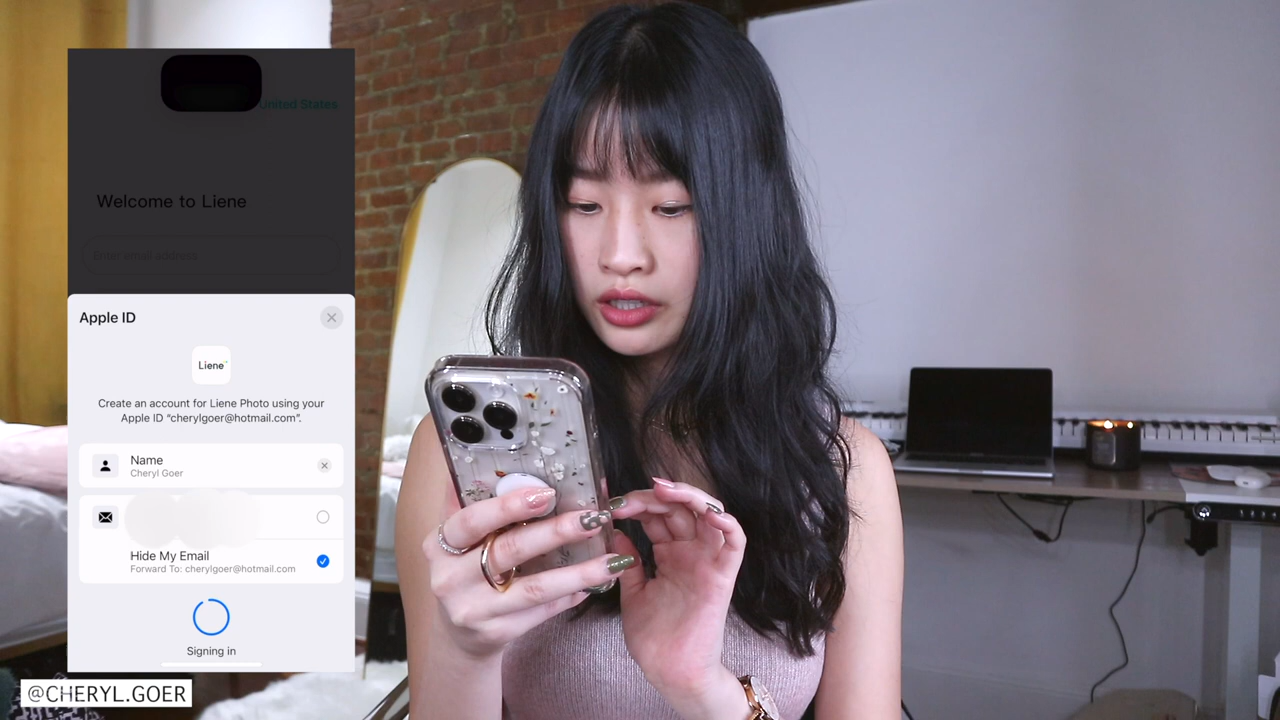 United States
Welcome to Liene
Enter email address
Apple ID
Liene
Create an account for Liene Photo using your
Apple ID “cherylgoer@hotmail.com”.
Name
Cheryl Goer
Hide My Email
Forward To: cherylgoer@hotmail.com
Signing in
@CHERYL.GOER